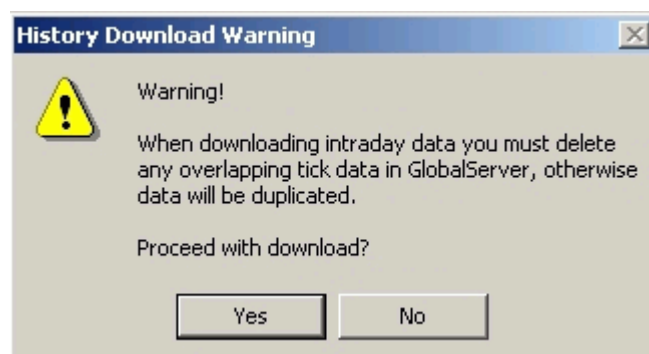 History Download Warning
Warning!
When downloading intraday data you must delete
any overlapping tick data in GlobalServer, otherwise
data will be duplicated.
Proceed with download?
Yes
No